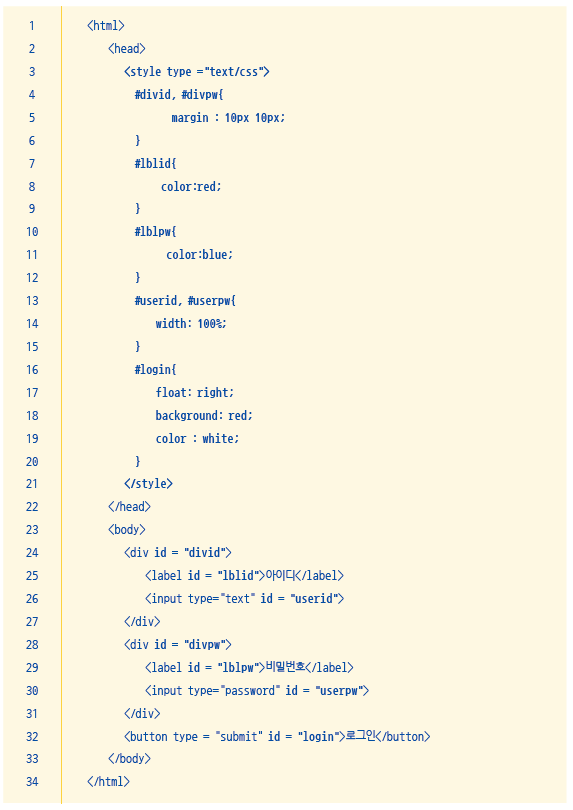 1 <html>
2 <head>
3 <style type ="text/css">
4 #divid, #divpw{
5 margin : 10px 10px;
6 }
7 #lblid{
8 color:red;
9 }
10 #lblpw{
11 color:blue;
12 }
13 #userid, #userpw{
14 width: 100%;
15 }
16 #login{
17 float: right;
18 background: red;
19 color : white;
20 }
21 </style>
22 </head>
23 <body>
24 <div id = "divid">
25 <label id = "lblid">아이디</label>
26 <input type="text" id = "userid">
27 </div>
28 <div id = "divpw">
29 <label id = "lblpw">비밀번호</label>
30 <input type="password" id = "userpw">
31 </div>
32 <button type = "submit" id = "login">로그인</button>
33 </body>
34 </html>